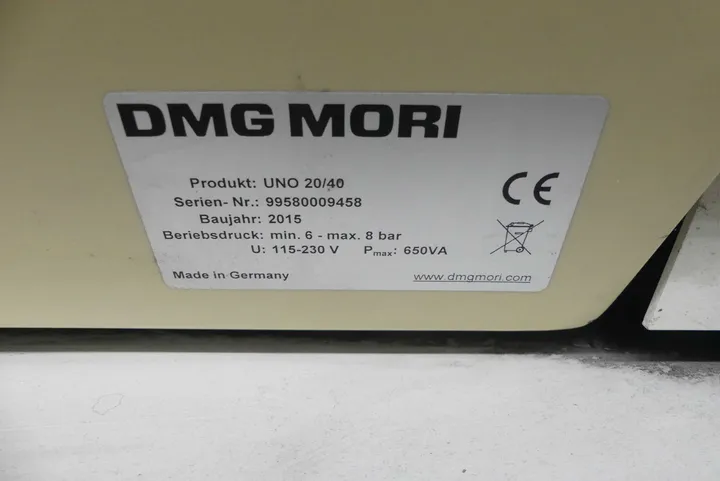 DMG MORI
Produkt: UNO 20/40
Serien- Nr.: 99580009458
Baujahr: 2015
Beriebsdruck: min. 6 - max. 8 bar
U: 115-230 V Pmax: 650VA
Made in Germany
www.dmgmori.com
CE